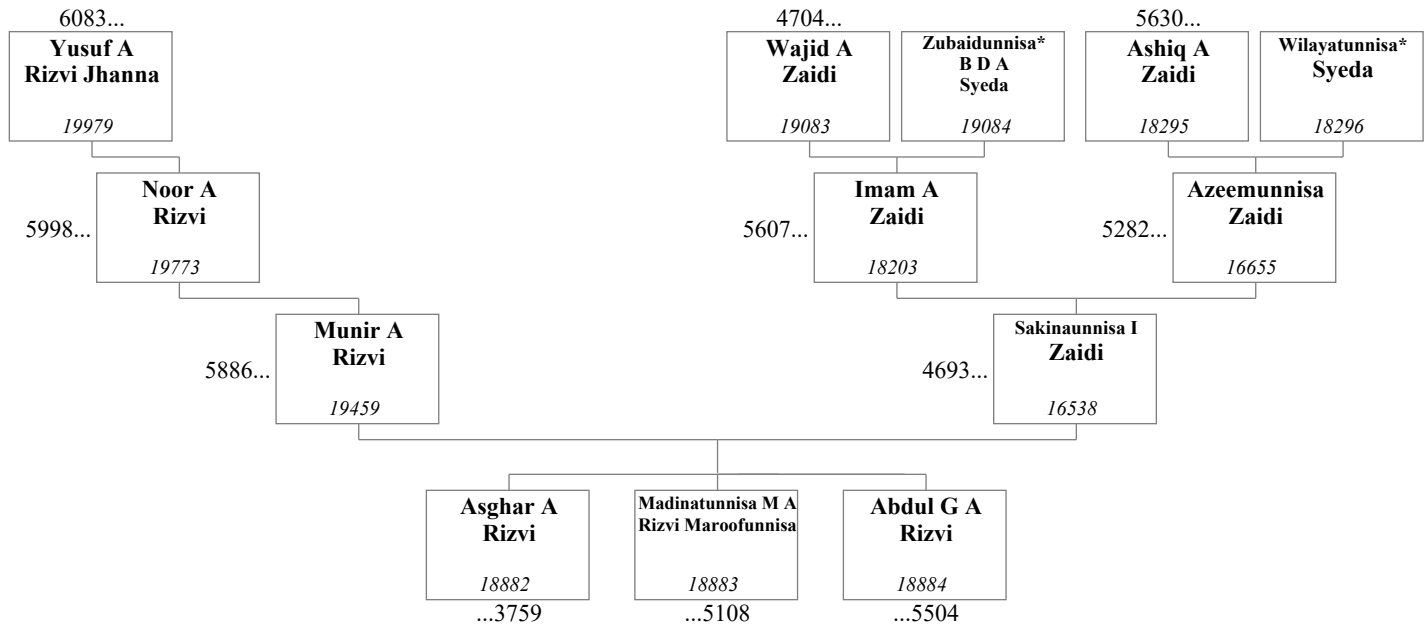 6083...
4704...
5630...
Yusuf A
Rizvi Jhanna
19979
Wajid A
Zaidi
19083
Zubaidunnisa*
B D A
Syeda
19084
Ashiq A
Zaidi
18295
Wilayatunnisa*
Syeda
18296
5998...
Noor A
Rizvi
19773
5607...
Imam A
Zaidi
18203
5282...
Azeemunnisa
Zaidi
16655
5886...
Munir A
Rizvi
19459
4693...
Sakinaunnisa I
Zaidi
16538
Asghar A
Rizvi
18882
...3759
Madinatunnisa M A
Rizvi Maroofunnisa
18883
...5108
Abdul G A
Rizvi
18884
...5504